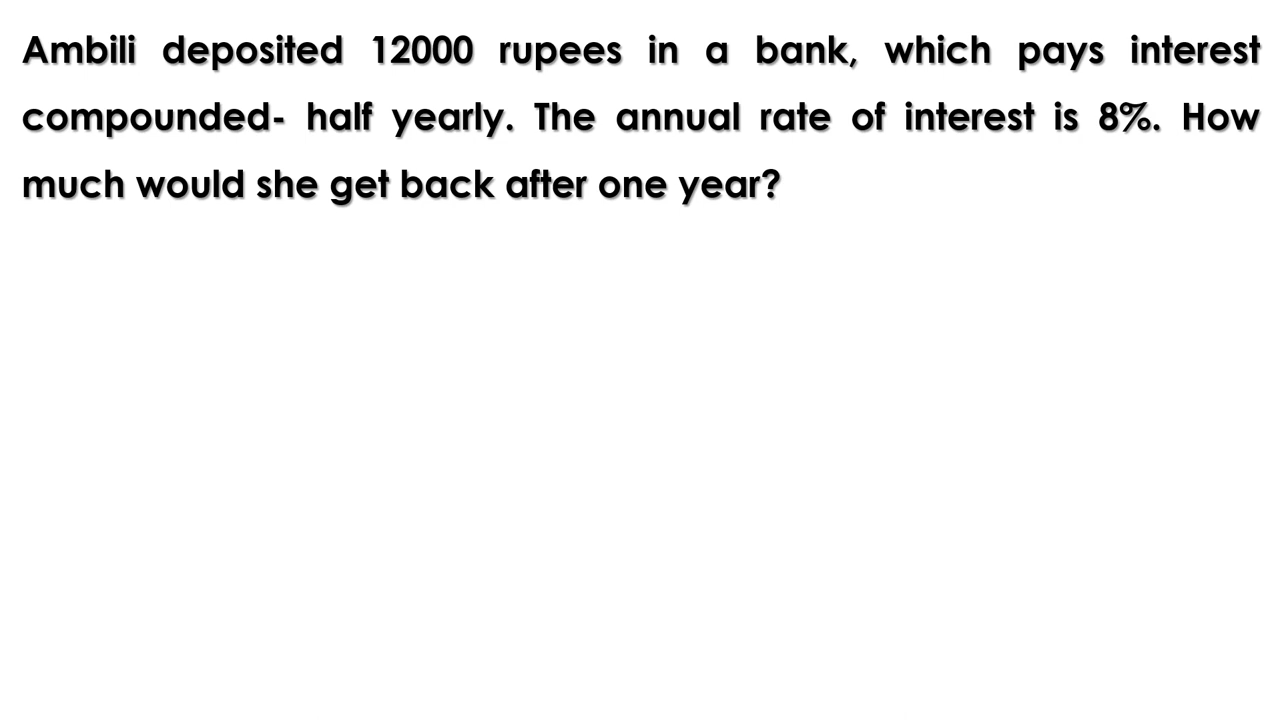 Ambili deposited 12000 rupees in a bank, which pays interest
compounded- half yearly. The annual rate of interest is 8%. How
much would she get back after one year?